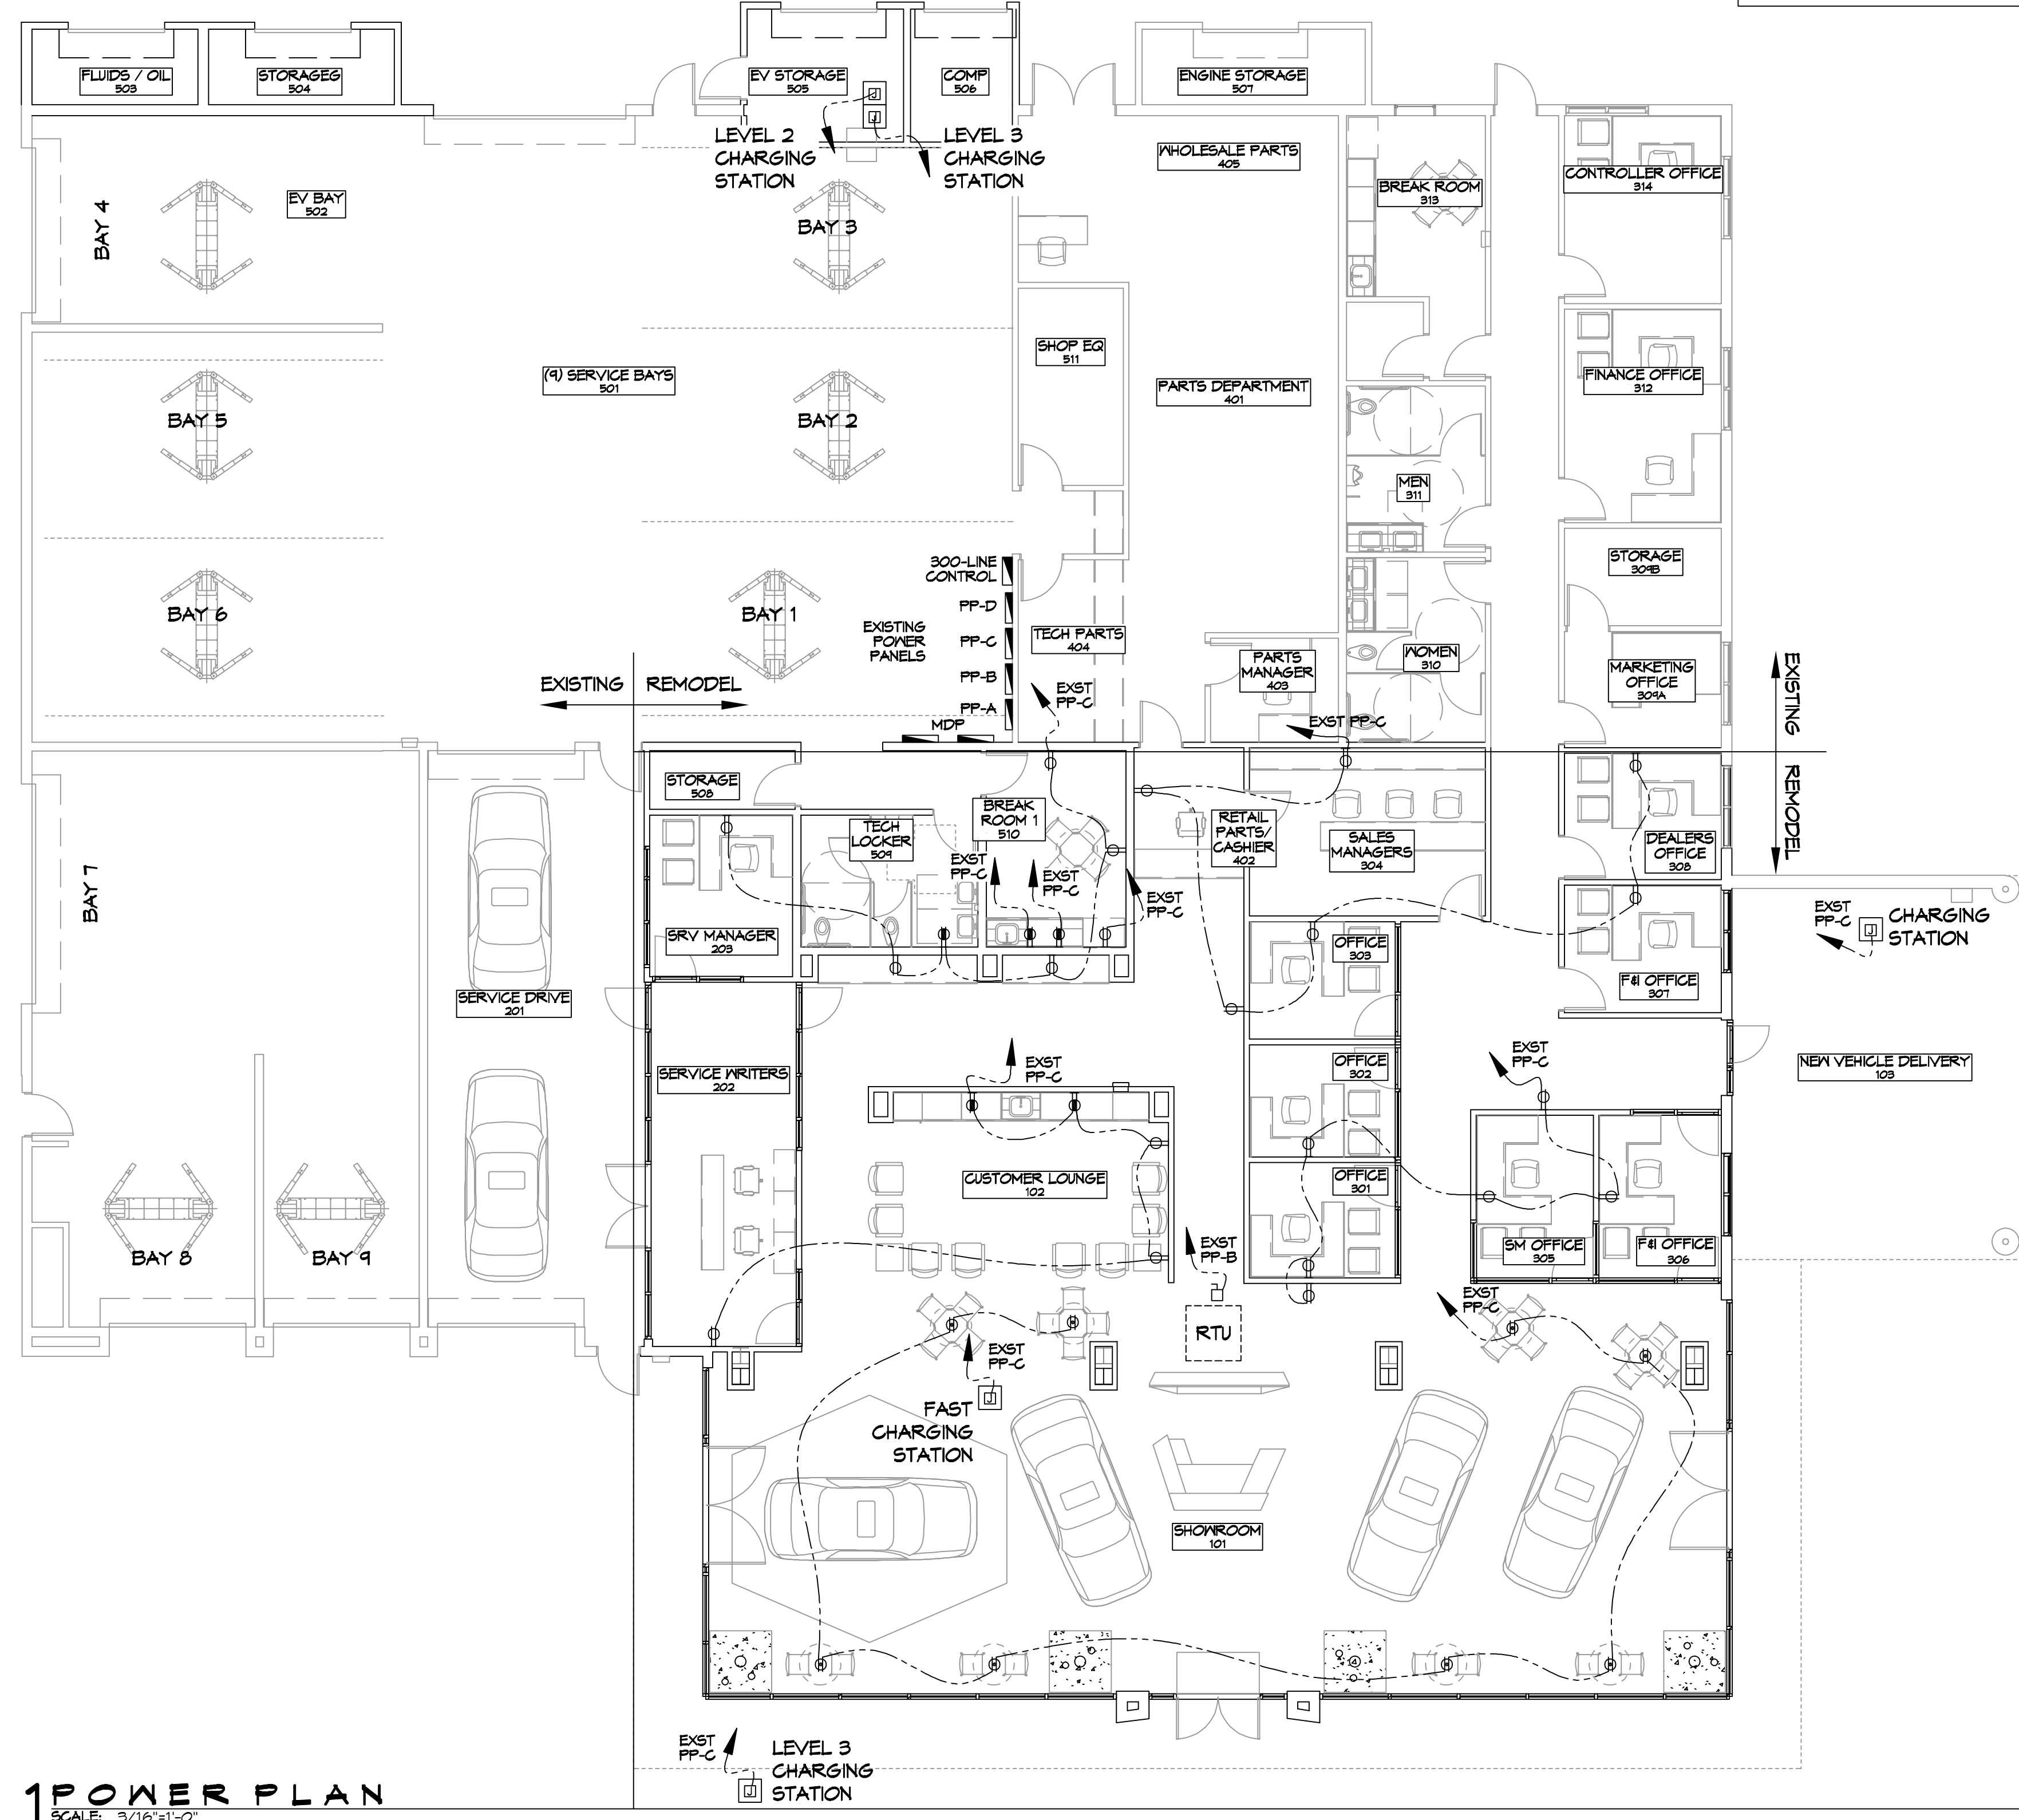 FLUIDS / OIL
503
STORAGEG
504
EV STORAGE
505
COMP
506
ENGINE STORAGE
507
J
J
LEVEL 2
CHARGING
STATION
LEVEL 3
CHARGING
STATION
WHOLESALE PARTS
405
BREAK ROOM
313
CONTROLLER OFFICE
314
BAY 4
EV BAY
502
BAY 3
SHOP EQ
511
(9) SERVICE BAYS
501
PARTS DEPARTMENT
401
FINANCE OFFICE
312
BAY 5
BAY 2
MEN
311
STORAGE
309B
300-LINE
CONTROL
PP-D
PP-C
PP-B
PP-A
EXISTING
POWER
PANELS
MDP
BAY 6
BAY 1
TECH PARTS
404
PARTS
MANAGER
403
WOMEN
310
MARKETING
OFFICE
309A
EXISTING
REMODEL
EXST
PP-C
EXST PP-C
EXISTING
REMODEL
STORAGE
508
TECH
LOCKER
509
BREAK
ROOM 1
510
RETAIL
PARTS/
CASHIER
402
SALES
MANAGERS
304
DEALERS
OFFICE
308
EXST
PP-C
EXST
PP-C
EXST
PP-C
BAY 7
SRV MANAGER
203
OFFICE
303
F&I OFFICE
307
EXST
PP-C
J
CHARGING
STATION
SERVICE DRIVE
201
SERVICE WRITERS
202
EXST
PP-C
OFFICE
302
EXST
PP-C
NEW VEHICLE DELIVERY
103
CUSTOMER LOUNGE
102
OFFICE
301
BAY 8
BAY 9
EXST
PP-B
SM OFFICE
305
F&I OFFICE
306
RTU
EXST
PP-C
EXST
PP-C
J
FAST
CHARGING
STATION
SHOWROOM
101
EXST
PP-C
J
LEVEL 3
CHARGING
STATION
1 POWER PLAN
SCALE: 3/16"=1'-0"